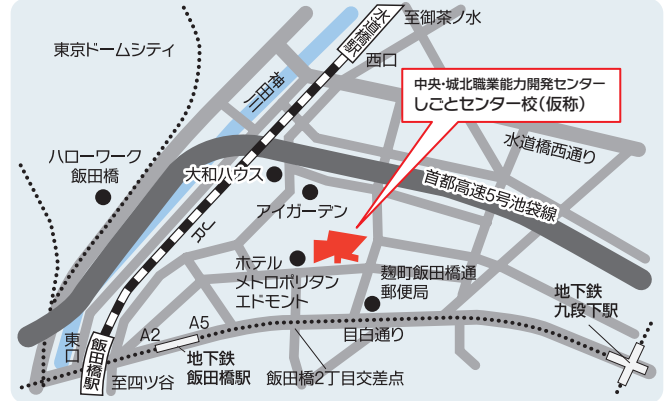 水道橋駅
至御茶ノ水
東京ドームシティ
西口
神田川
中央・城北職業能力開発センター
しごとセンター校（仮称）
水道橋西通り
ハローワーク
飯田橋
大和ハウス
首都高速5号池袋線
アイガーデン
JR
ホテル
メトロポリタン
エドモント
麹町飯田橋通
郵便局
地下鉄
九段下駅
東口
飯田橋駅
A2
A5
目白通り
地下鉄
飯田橋駅
至四ツ谷
飯田橋2丁目交差点